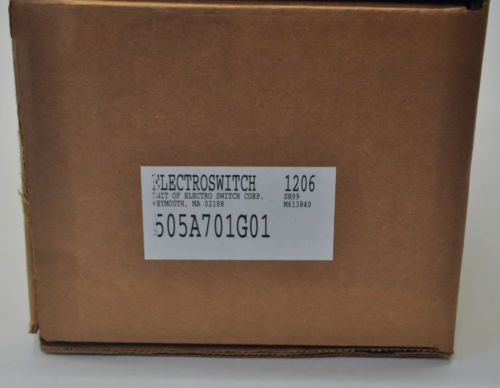 ELECTROSWITCH 1206
UNIT OF ELECTRO SWITCH CORP. SR99
WEYMOUTH, MA 02188 M613840
505A701G01